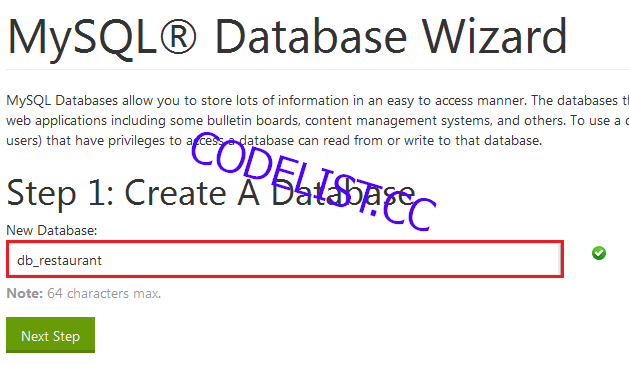 MySQL® Database Wizard
MySQL Databases allow you to store lots of information in an easy to access manner. The databases
web applications including some bulletin boards, content management systems, and others. To use a
users) that have privileges to access a database can read from or write to that database.
CODELIST.CC
Step 1: Create A Database
New Database:
db_restaurant
Note: 64 characters max.
Next Step